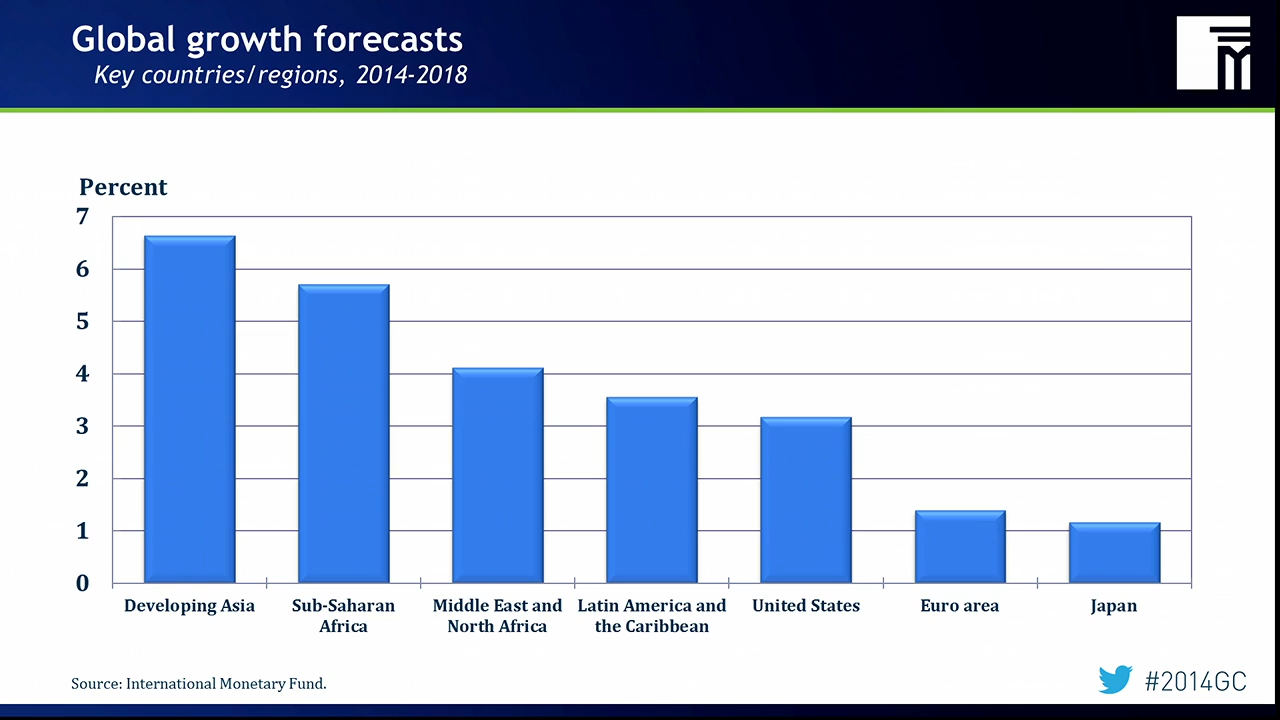 Global growth forecasts
Key countries/regions, 2014-2018
Percent
7
6
5
4
3
2
1
0
Developing Asia
Sub-Saharan
Africa
Middle East and
North Africa
Latin America and
the Caribbean
United States
Euro area
Japan
Source: International Monetary Fund.
#2014GC